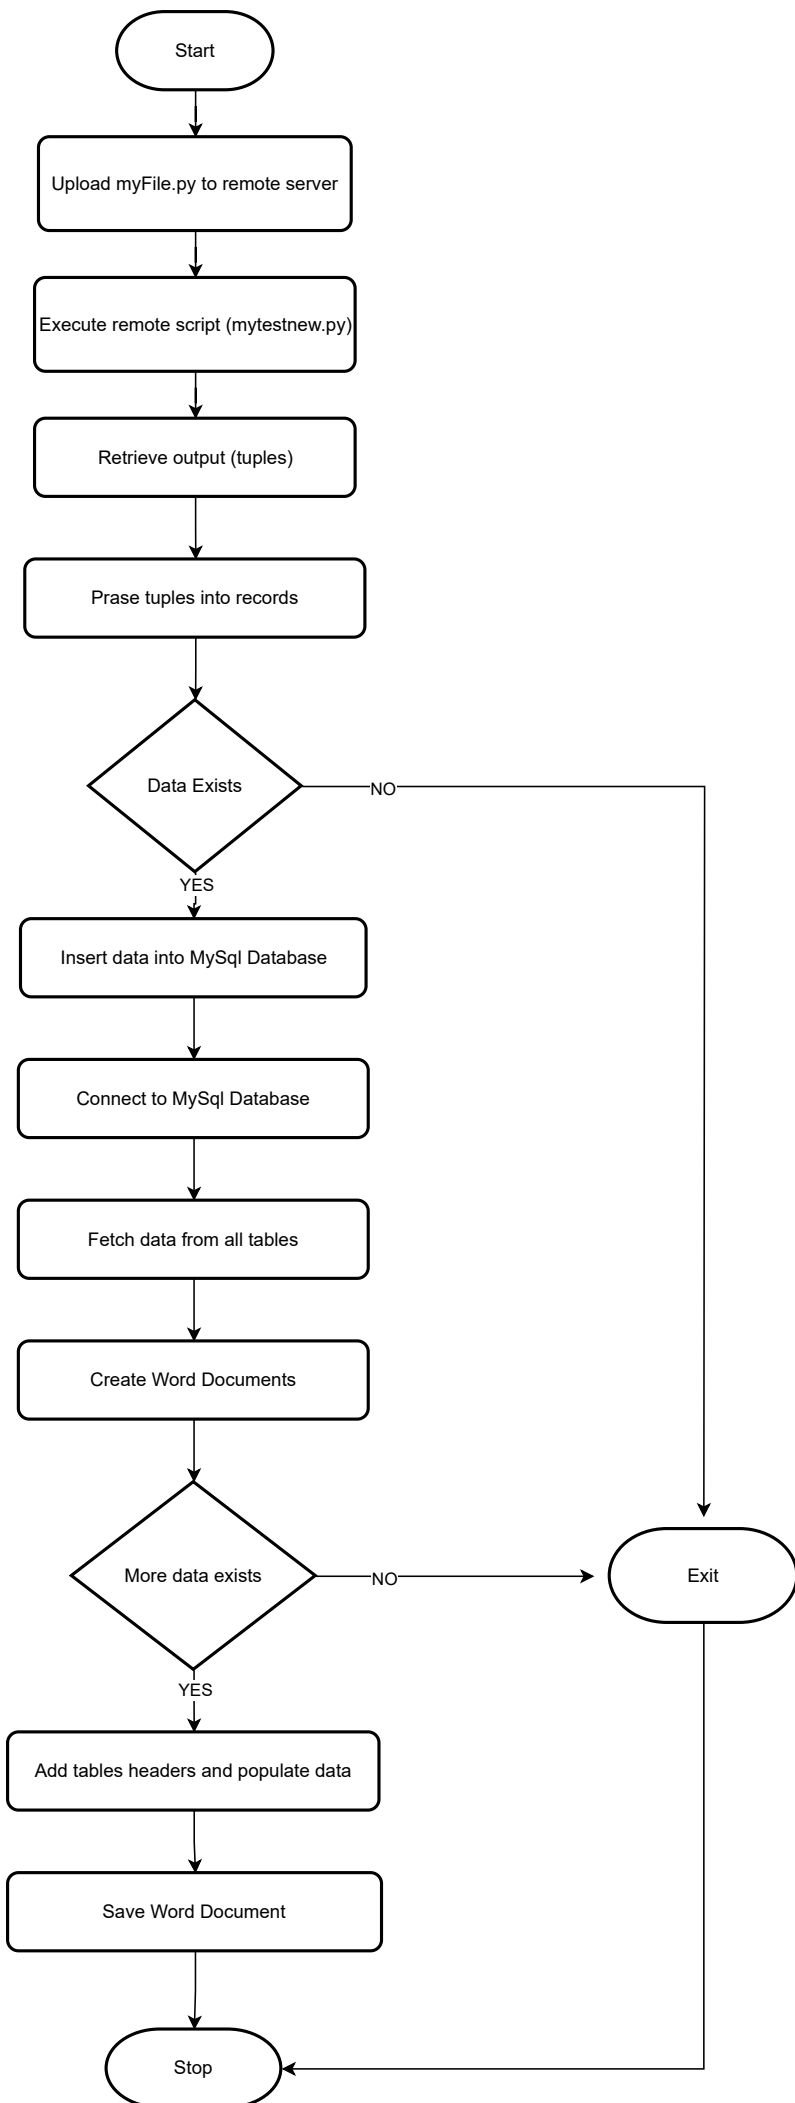 Start
Upload myFile.py to remote server
Execute remote script (mytestnew.py)
Retrieve output (tuples)
Prase tuples into records
Data Exists
NO
YES
Insert data into MySql Database
Connect to MySql Database
Fetch data from all tables
Create Word Documents
More data exists
NO
Exit
YES
Add tables headers and populate data
Save Word Document
Stop